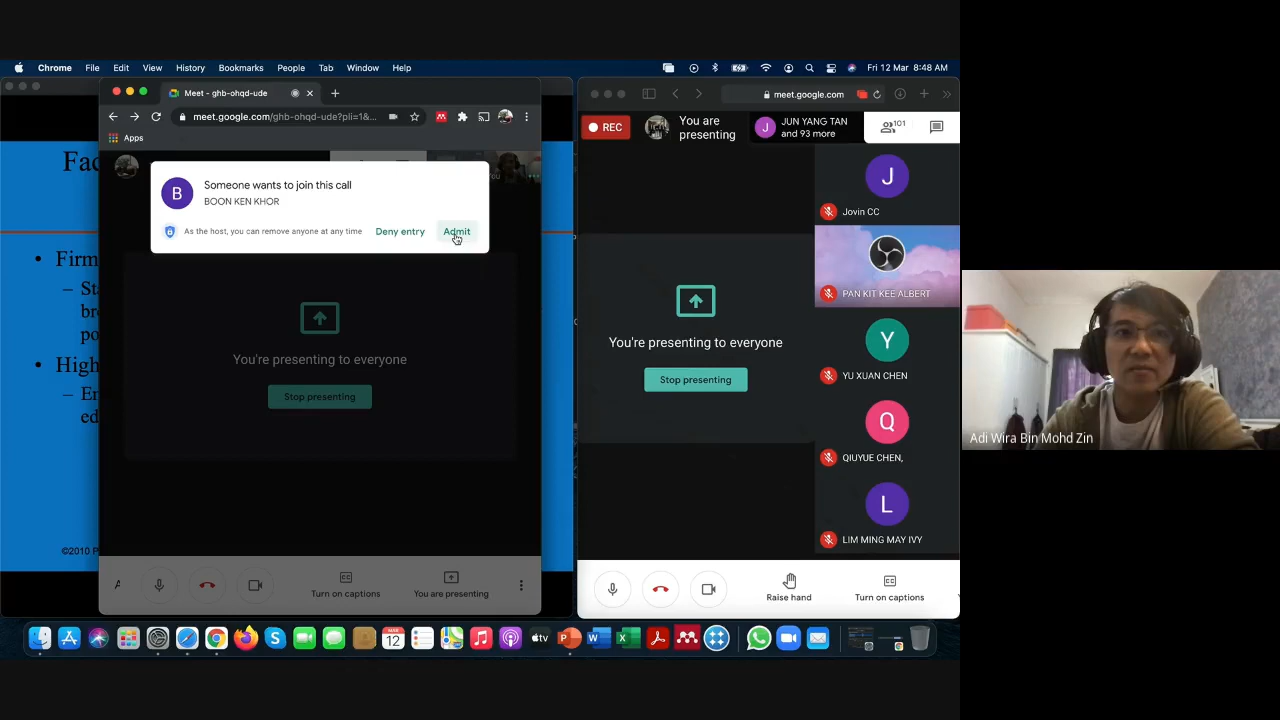 Chrome File Edit View History Bookmarks People Tab Window Help
Fri 12 Mar 8:48 AM
Meet - ghb-ohqd-ude
meet.google.com/ghb-ohqd-ude?pli=1&...
Apps
You
B
Someone wants to join this call
BOON KEN KHOR
As the host, you can remove anyone at any time
Deny entry
Admit
You're presenting to everyone
Stop presenting
A
Turn on captions
You are presenting
Firm
High
©2010 P
meet.google.com
REC
You are
presenting
J
JUN YANG TAN
and 93 more
101
J
Jovin CC
PAN KIT KEE ALBERT
Y
YU XUAN CHEN
Q
QIUYUE CHEN,
L
LIM MING MAY IVY
You're presenting to everyone
Stop presenting
Raise hand
Turn on captions
MAR
12
tv
Adi Wira Bin Mohd Zin